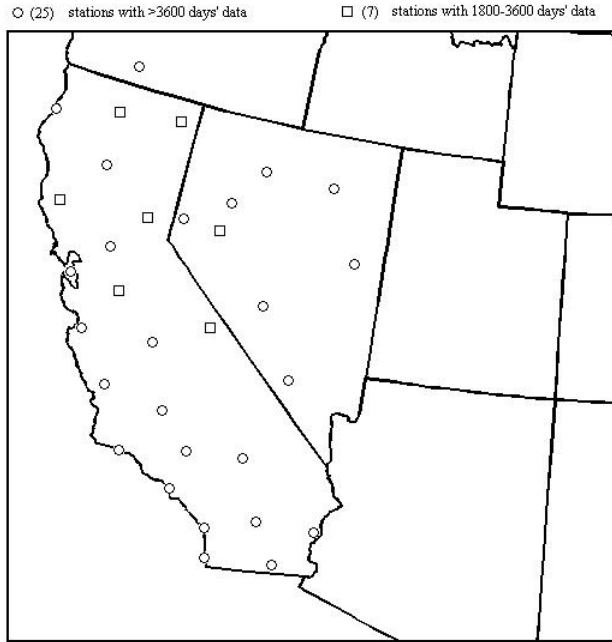 (25) stations with >3600 days' data (7) stations with 1800-3600 days' data